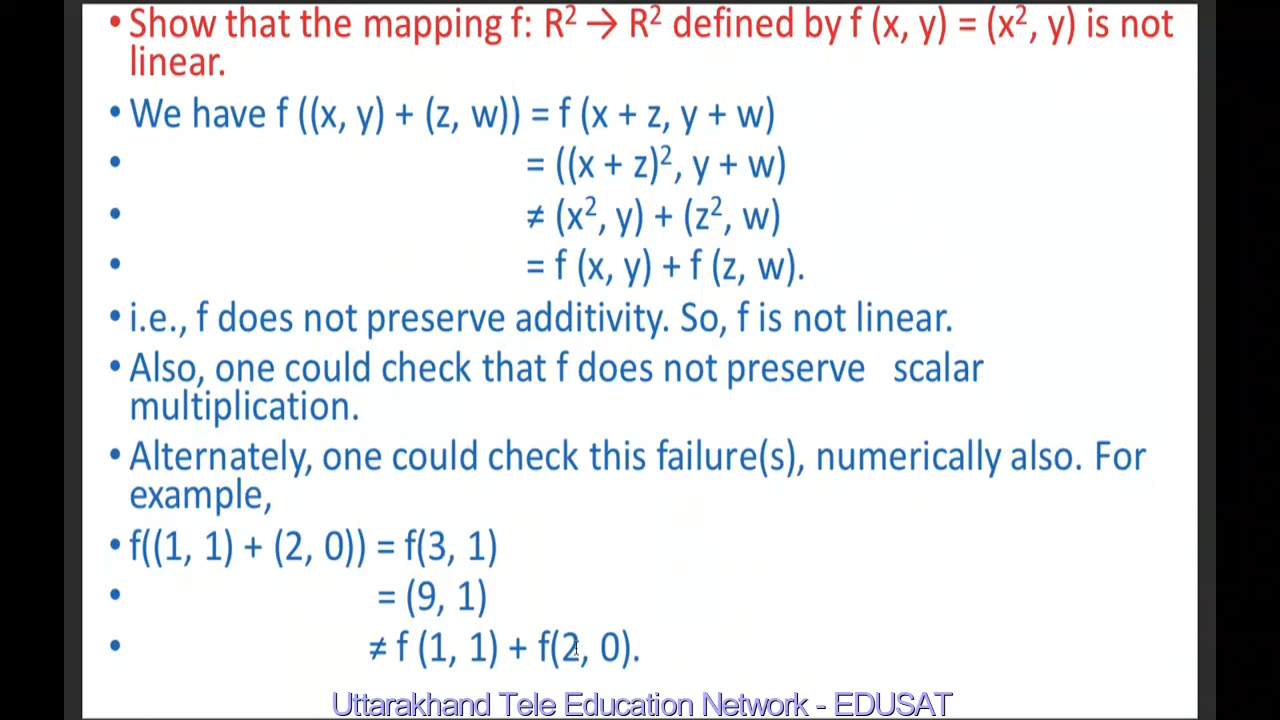 • Show that the mapping f: R² → R² defined by f (x, y) = (x², y) is not
linear.
• We have f ((x, y) + (z, w)) = f (x + z, y + w)
• = ((x + z)², y + w)
• ≠ (x², y) + (z², w)
• = f (x, y) + f (z, w).
• i.e., f does not preserve additivity. So, f is not linear.
• Also, one could check that f does not preserve scalar
multiplication.
• Alternately, one could check this failure(s), numerically also. For
example,
• f((1, 1) + (2, 0)) = f(3, 1)
• = (9, 1)
• ≠ f (1, 1) + f(2, 0).
Uttarakhand Tele Education Network - EDUSAT